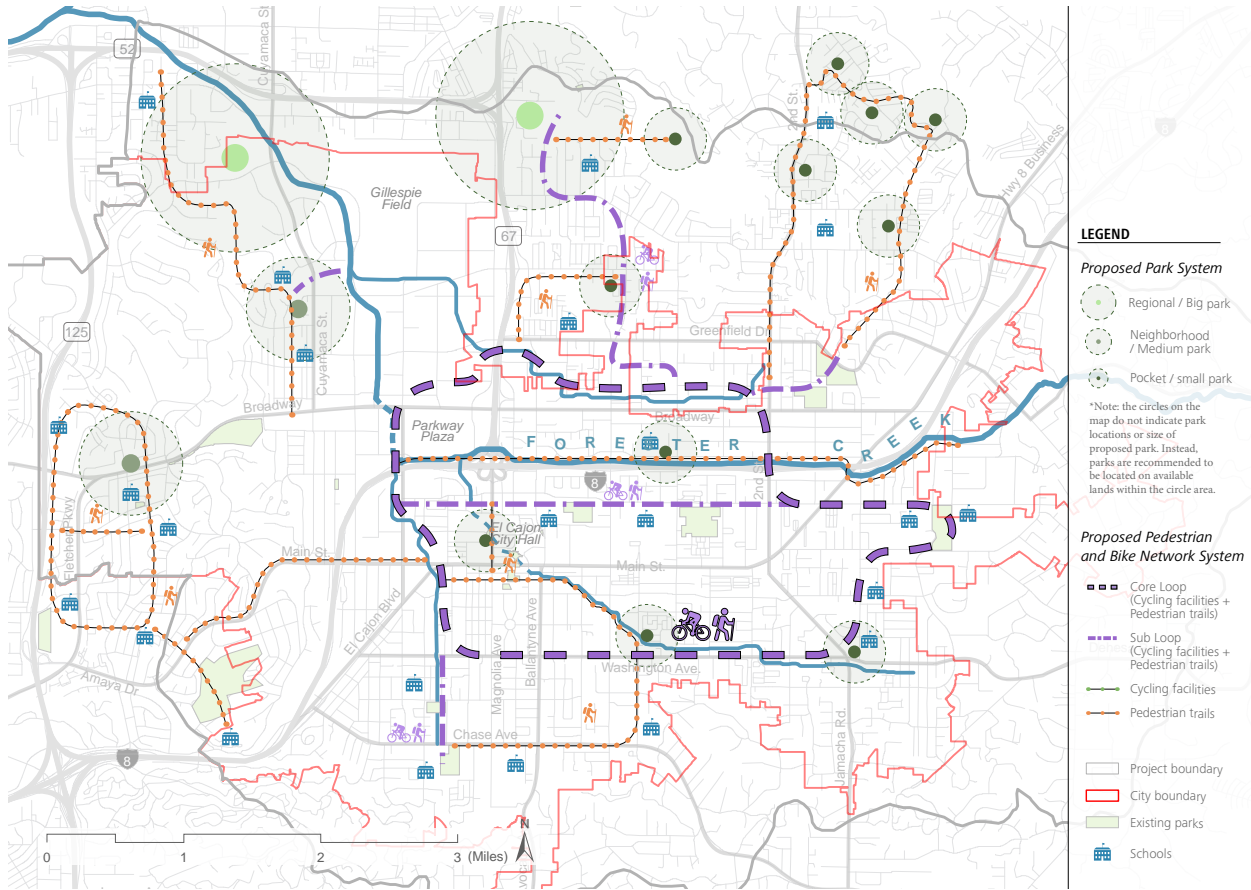 52
Cuyamaca St.
2nd St.
8
Hwy 8 Business
Gillespie
Field
67
125
Cuyamaca St.
Greenfield Dr.
Broadway
Broadway
Parkway
Plaza
FORESTER CREEK
8
2nd St.
Fletcher Pkwy
El Cajon
City Hall
Main St.
Main St.
El Cajon Blvd
Magnolia Ave
Ballantyne Ave
Washington Ave.
Amaya Dr
Chase Ave
Jamacha Rd.
8
N
0
1
2
3
(Miles)
LEGEND
Proposed Park System
Regional / Big park
Neighborhood
/ Medium park
Pocket / small park
*Note: the circles on the
map do not indicate park
locations or size of
proposed park. Instead,
parks are recommended to
be located on available
lands within the circle area.
Proposed Pedestrian
and Bike Network System
Core Loop
(Cycling facilities +
Pedestrian trails)
Sub Loop
(Cycling facilities +
Pedestrian trails)
Cycling facilities
Pedestrian trails
Project boundary
City boundary
Existing parks
Schools